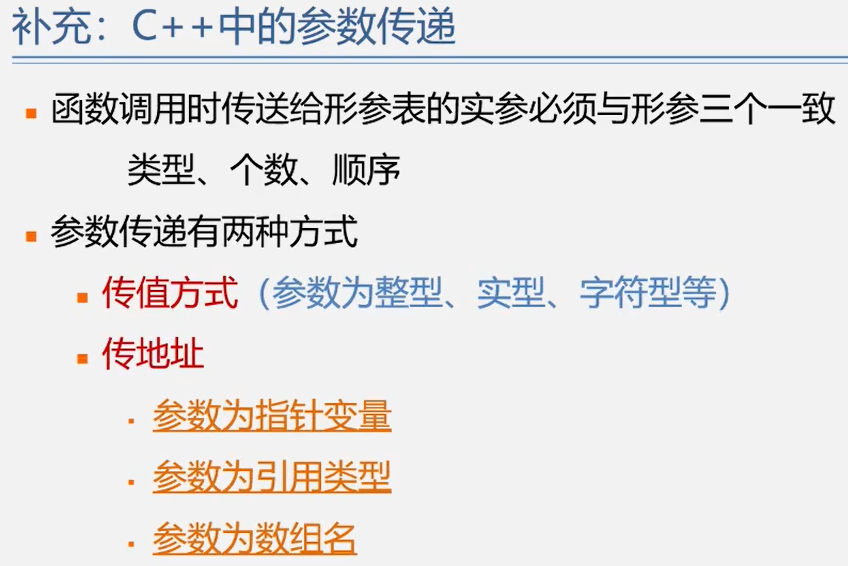 补充：C++中的参数传递
函数调用时传送给形参表的实参必须与形参三个一致
类型、个数、顺序
参数传递有两种方式
传值方式（参数为整型、实型、字符型等）
传地址
参数为指针变量
参数为引用类型
参数为数组名